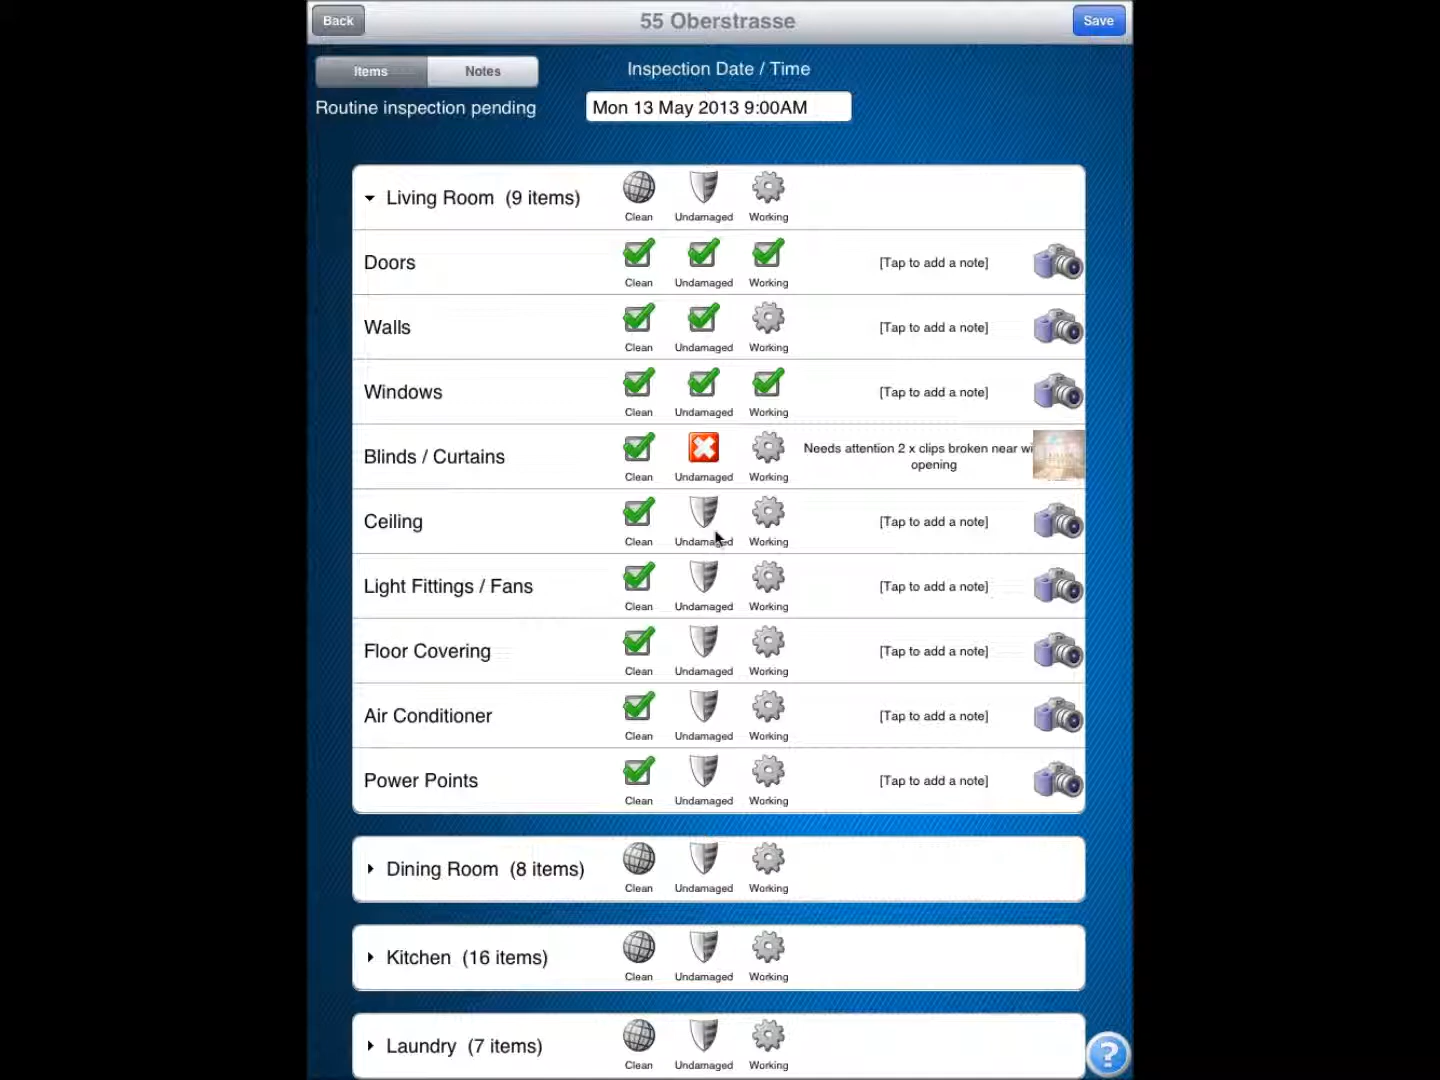 Back
55 Oberstrasse
Save
Items
Notes
Inspection Date / Time
Routine inspection pending
Mon 13 May 2013 9:00AM
Living Room (9 items)
Clean Undamaged Working
Doors
Clean Undamaged Working
[Tap to add a note]
Walls
Clean Undamaged Working
[Tap to add a note]
Windows
Clean Undamaged Working
[Tap to add a note]
Blinds / Curtains
Clean Undamaged Working
Needs attention 2 x clips broken near wi
opening
Ceiling
Clean Undamaged Working
[Tap to add a note]
Light Fittings / Fans
Clean Undamaged Working
[Tap to add a note]
Floor Covering
Clean Undamaged Working
[Tap to add a note]
Air Conditioner
Clean Undamaged Working
[Tap to add a note]
Power Points
Clean Undamaged Working
[Tap to add a note]
Dining Room (8 items)
Clean Undamaged Working
Kitchen (16 items)
Clean Undamaged Working
Laundry (7 items)
Clean Undamaged Working
?